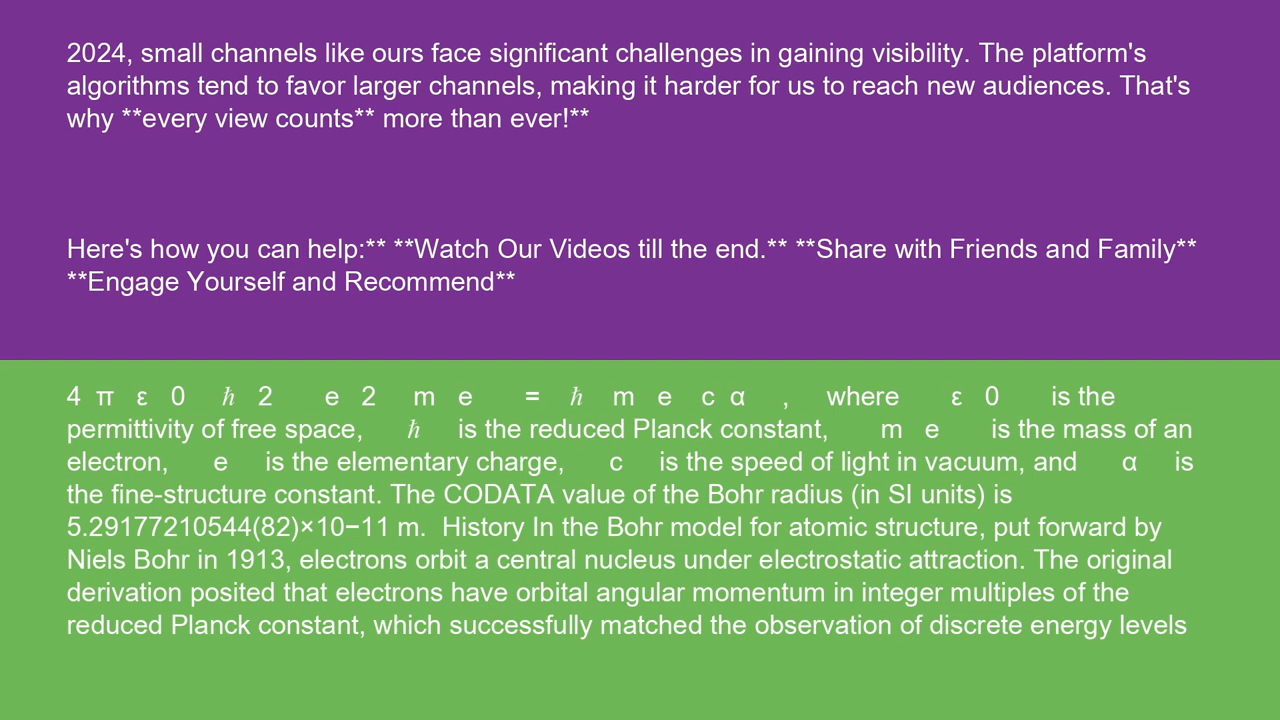 2024, small channels like ours face significant challenges in gaining visibility. The platform's
algorithms tend to favor larger channels, making it harder for us to reach new audiences. That's
why **every view counts** more than ever!**
Here's how you can help:** **Watch Our Videos till the end.** **Share with Friends and Family**
**Engage Yourself and Recommend**
4 π ε 0 ℏ 2 e 2 m e = ℏ m e c α , where ε 0 is the
permittivity of free space, ℏ is the reduced Planck constant, m e is the mass of an
electron, e is the elementary charge, c is the speed of light in vacuum, and α is
the fine-structure constant. The CODATA value of the Bohr radius (in SI units) is
5.29177210544(82)×10−11 m. History In the Bohr model for atomic structure, put forward by
Niels Bohr in 1913, electrons orbit a central nucleus under electrostatic attraction. The original
derivation posited that electrons have orbital angular momentum in integer multiples of the
reduced Planck constant, which successfully matched the observation of discrete energy levels